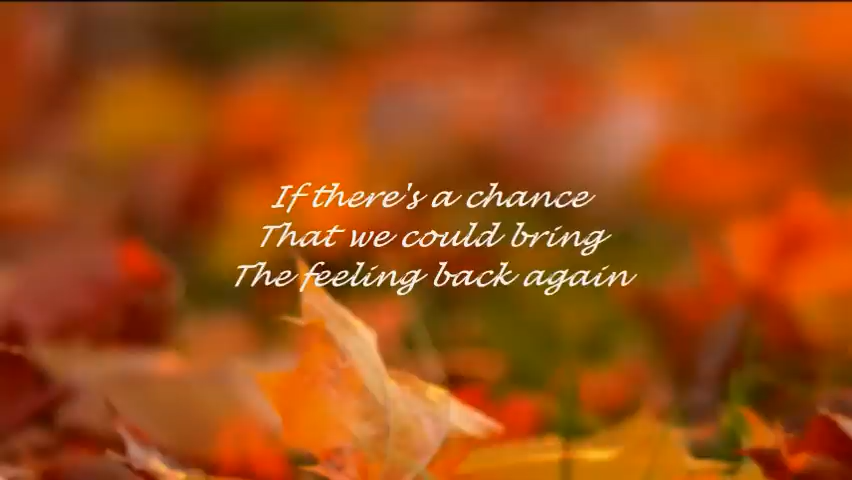 If there's a chance
That we could bring
The feeling back again